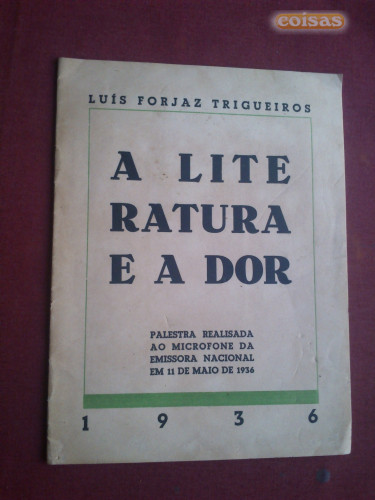 coisas
LUÍS FORJAZ TRIGUEIROS
A LITE
RATURA
E A DOR
PALESTRA REALISADA
AO MICROFONE DA
EMISSORA NACIONAL
EM 11 DE MAIO DE 1936
1 9 3 6